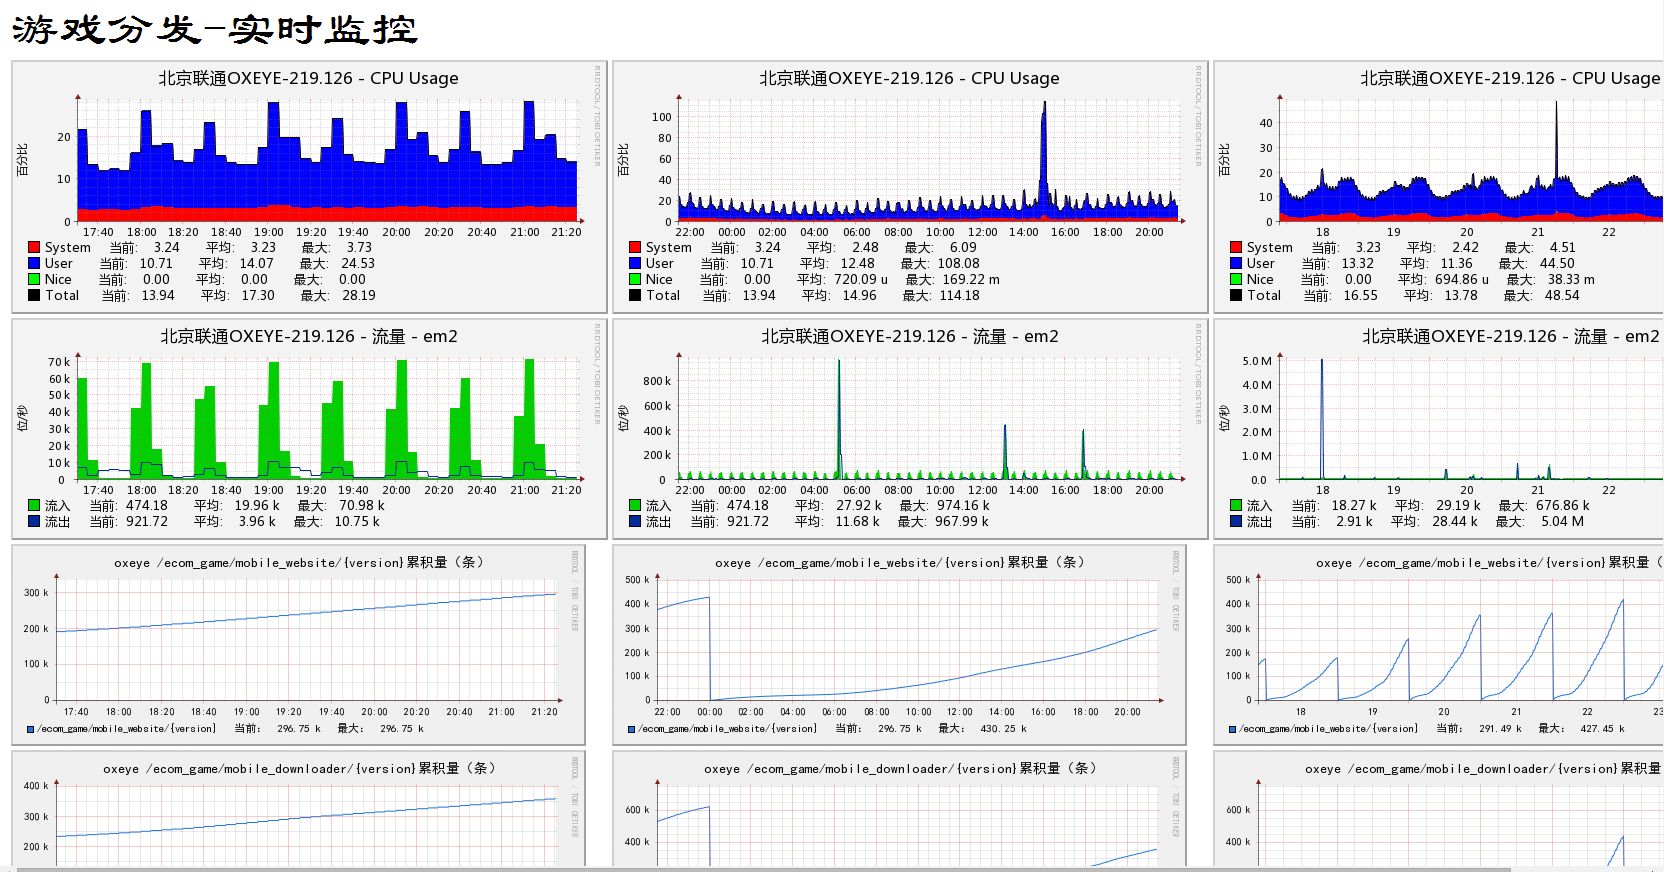 游戏分发-实时监控
北京联通OXEYE-219.126 - CPU Usage
RRDTOOL / TOBI OETIKER
百分比
20
10
0
17:40 18:00 18:20 18:40 19:00 19:20 19:40 20:00 20:20 20:40 21:00 21:20
System 当前: 3.24 平均: 3.23 最大: 3.73
User 当前: 10.71 平均: 14.07 最大: 24.53
Nice 当前: 0.00 平均: 0.00 最大: 0.00
Total 当前: 13.94 平均: 17.30 最大: 28.19
北京联通OXEYE-219.126 - CPU Usage
RRDTOOL / TOBI OETIKER
百分比
100
80
60
40
20
0
22:00 00:00 02:00 04:00 06:00 08:00 10:00 12:00 14:00 16:00 18:00 20:00
System 当前: 3.24 平均: 2.48 最大: 6.09
User 当前: 10.71 平均: 12.48 最大: 108.08
Nice 当前: 0.00 平均: 720.09 u 最大: 169.22 m
Total 当前: 13.94 平均: 14.96 最大: 114.18
北京联通OXEYE-219.126 - CPU Usage
百分比
40
30
20
10
0
18 19 20 21 22
System 当前: 3.23 平均: 2.42 最大: 4.51
User 当前: 13.32 平均: 11.36 最大: 44.50
Nice 当前: 0.00 平均: 694.86 u 最大: 38.33 m
Total 当前: 16.55 平均: 13.78 最大: 48.54
北京联通OXEYE-219.126 - 流量 - em2
RRDTOOL / TOBI OETIKER
位/秒
70 k
60 k
50 k
40 k
30 k
20 k
10 k
0
17:40 18:00 18:20 18:40 19:00 19:20 19:40 20:00 20:20 20:40 21:00 21:20
流入 当前: 474.18 平均: 19.96 k 最大: 70.98 k
流出 当前: 921.72 平均: 3.96 k 最大: 10.75 k
北京联通OXEYE-219.126 - 流量 - em2
RRDTOOL / TOBI OETIKER
位/秒
800 k
600 k
400 k
200 k
0
22:00 00:00 02:00 04:00 06:00 08:00 10:00 12:00 14:00 16:00 18:00 20:00
流入 当前: 474.18 平均: 27.92 k 最大: 974.16 k
流出 当前: 921.72 平均: 11.68 k 最大: 967.99 k
北京联通OXEYE-219.126 - 流量 - em2
位/秒
5.0 M
4.0 M
3.0 M
2.0 M
1.0 M
0.0
18 19 20 21 22
流入 当前: 18.27 k 平均: 29.19 k 最大: 676.86 k
流出 当前: 2.91 k 平均: 28.44 k 最大: 5.04 M
oxeye /ecom_game/mobile_website/{version}累积量（条）
RRDTOOL / TOBI OETIKER
300 k
200 k
100 k
0
17:40 18:00 18:20 18:40 19:00 19:20 19:40 20:00 20:20 20:40 21:00 21:20
/ecom_game/mobile_website/{version} 当前: 296.75 k 最大: 296.75 k
oxeye /ecom_game/mobile_website/{version}累积量（条）
RRDTOOL / TOBI OETIKER
500 k
400 k
300 k
200 k
100 k
0
22:00 00:00 02:00 04:00 06:00 08:00 10:00 12:00 14:00 16:00 18:00 20:00
/ecom_game/mobile_website/{version} 当前: 296.75 k 最大: 430.25 k
oxeye /ecom_game/mobile_website/{version}累积量（
500 k
400 k
300 k
200 k
100 k
0
18 19 20 21 22 23
/ecom_game/mobile_website/{version} 当前: 291.49 k 最大: 427.45 k
oxeye /ecom_game/mobile_downloader/{version}累积量（条）
RRDTOOL / TOBI OETIKER
400 k
300 k
200 k
oxeye /ecom_game/mobile_downloader/{version}累积量（条）
RRDTOOL / TOBI OETIKER
600 k
400 k
oxeye /ecom_game/mobile_downloader/{version}累积量
600 k
400 k